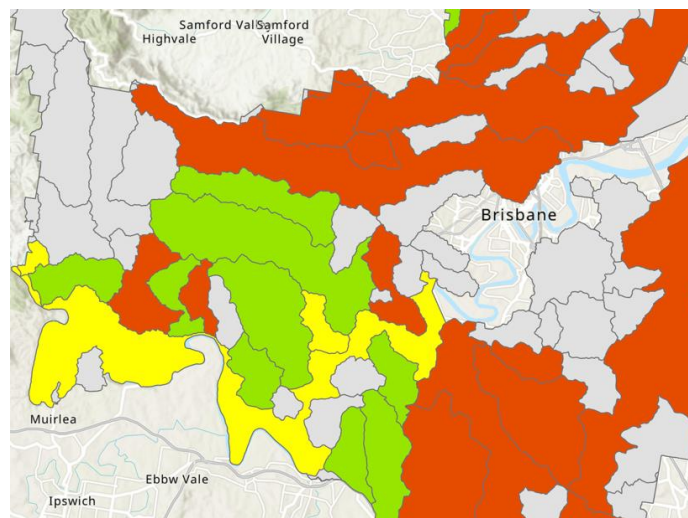 Samford Val
Samford
Village
Highvale
Brisbane
Muirlea
Ebbw Vale
Ipswich